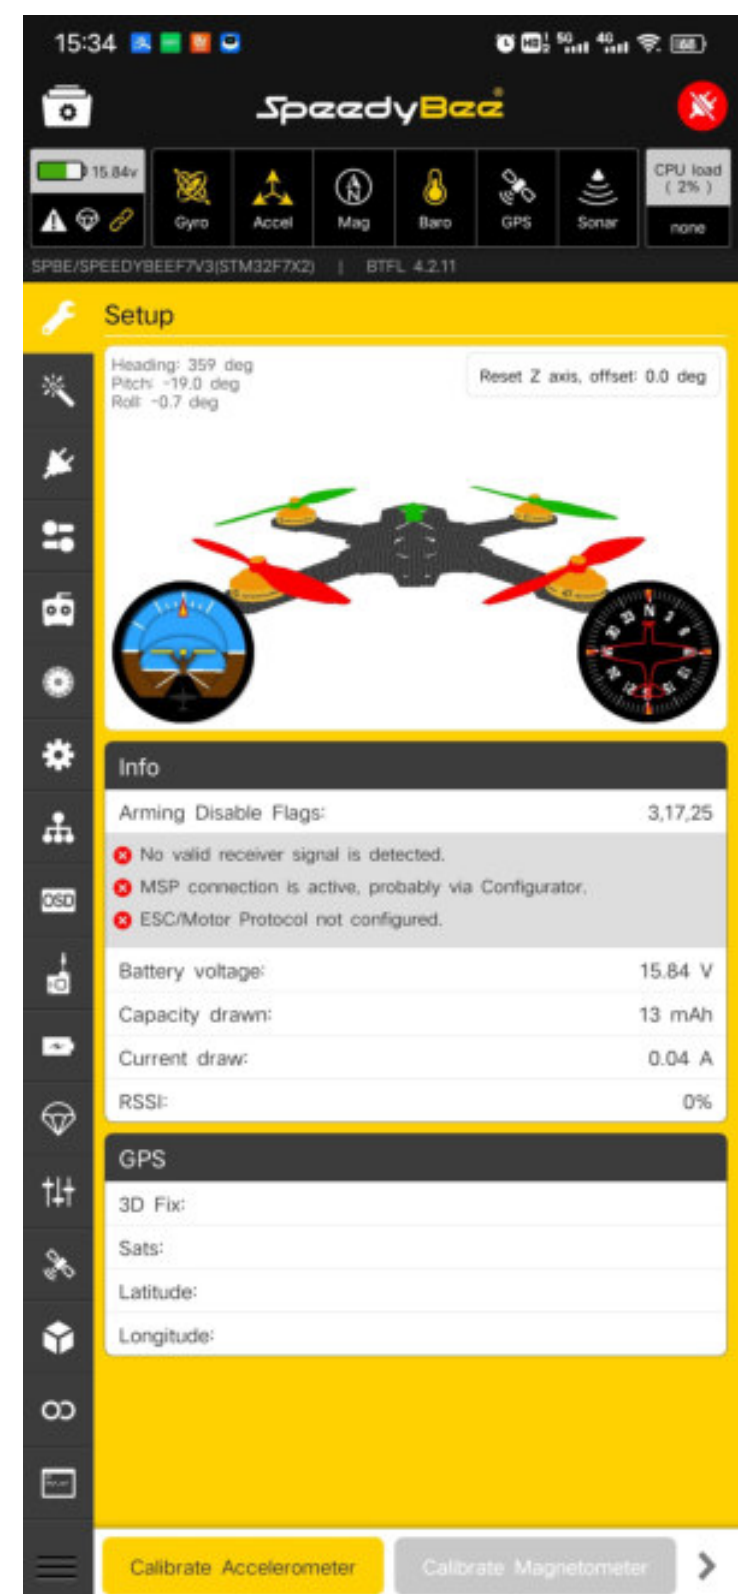 15:34
5G
4G
68
SpeedyBee
15.84v
CPU load
( 2% )
Gyro
Accel
Mag
Baro
GPS
Sonar
none
SPBE/SPEEDYBEEF7V3(STM32F7X2) | BTFL 4.2.11
Setup
Heading: 359 deg
Pitch: -19.0 deg
Roll: -0.7 deg
Reset Z axis, offset: 0.0 deg
N
Info
Arming Disable Flags: 3,17,25
No valid receiver signal is detected.
MSP connection is active, probably via Configurator.
ESC/Motor Protocol not configured.
OSD
Battery voltage: 15.84 V
Capacity drawn: 13 mAh
Current draw: 0.04 A
RSSI: 0%
GPS
3D Fix:
Sats:
Latitude:
Longitude:
Calibrate Accelerometer
Calibrate Magnetometer